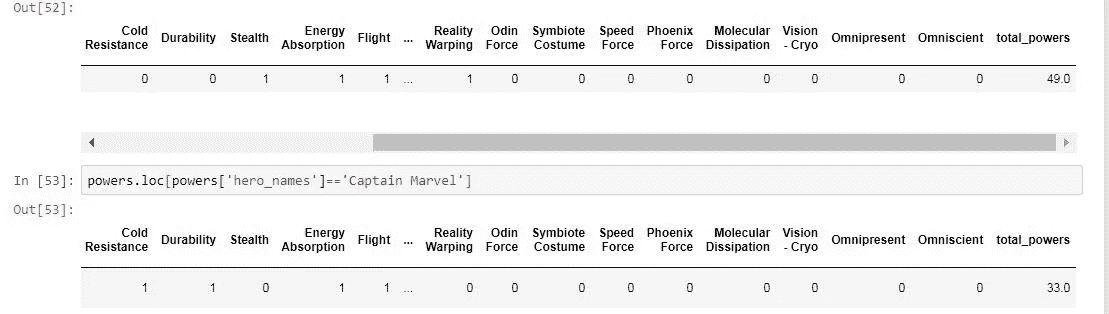 Out[52]:
Cold Resistance Durability Stealth Energy Absorption Flight ... Reality Warping Odin Force Symbiote Costume Speed Force Phoenix Force Molecular Dissipation Vision - Cryo Omnipresent Omniscient total_powers
0 0 1 1 1 ... 1 0 0 0 0 0 0 0 0 49.0
In [53]: powers.loc[powers['hero_names']=='Captain Marvel']
Out[53]:
Cold Resistance Durability Stealth Energy Absorption Flight ... Reality Warping Odin Force Symbiote Costume Speed Force Phoenix Force Molecular Dissipation Vision - Cryo Omnipresent Omniscient total_powers
1 1 0 1 1 ... 0 0 0 0 0 0 0 0 0 33.0